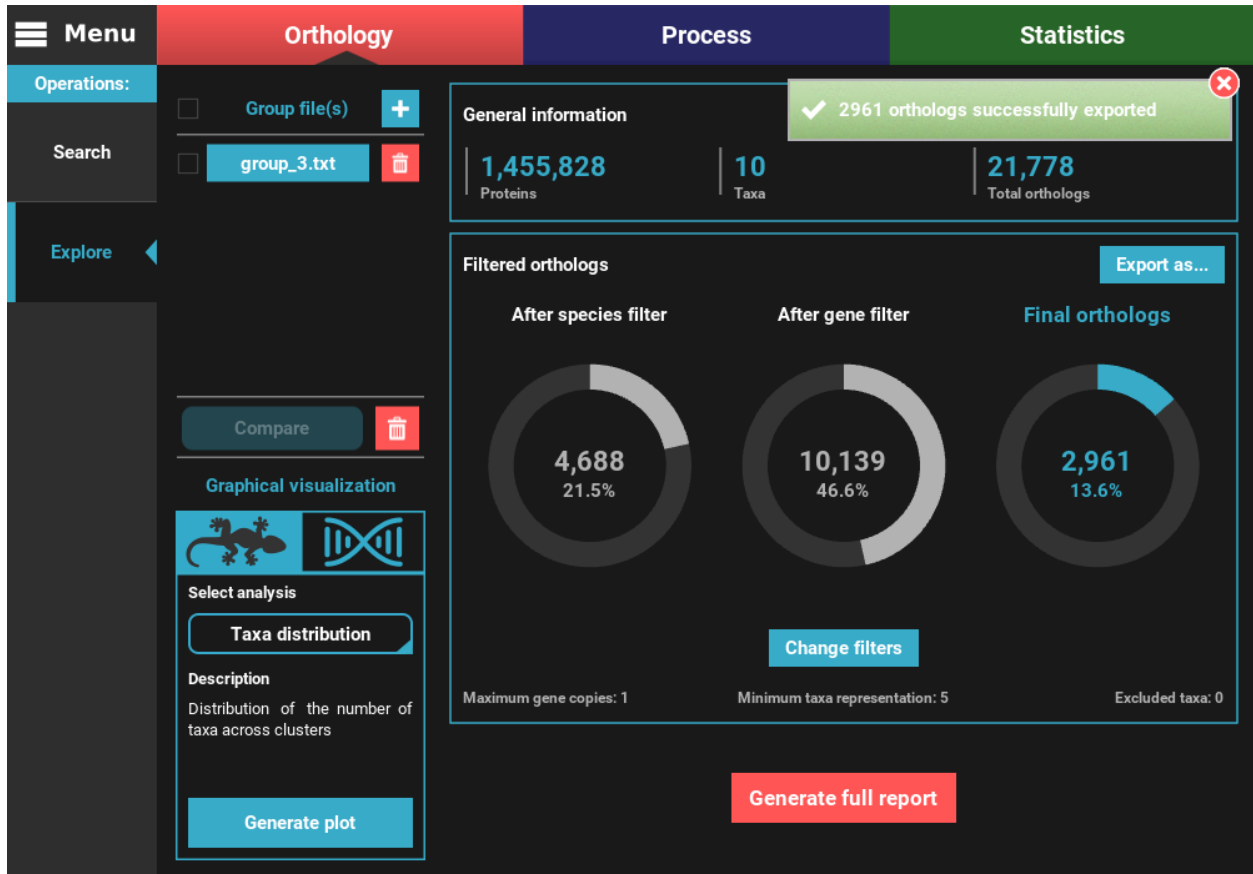 Menu
Orthology
Process
Statistics
Operations:
Search
Explore
Group file(s)
group_3.txt
Compare
Graphical visualization
Select analysis
Taxa distribution
Description
Distribution of the number of
taxa across clusters
Generate plot
General information
2961 orthologs successfully exported
1,455,828
Proteins
10
Taxa
21,778
Total orthologs
Filtered orthologs
Export as...
After species filter
After gene filter
Final orthologs
4,688
21.5%
10,139
46.6%
2,961
13.6%
Change filters
Maximum gene copies: 1
Minimum taxa representation: 5
Excluded taxa: 0
Generate full report